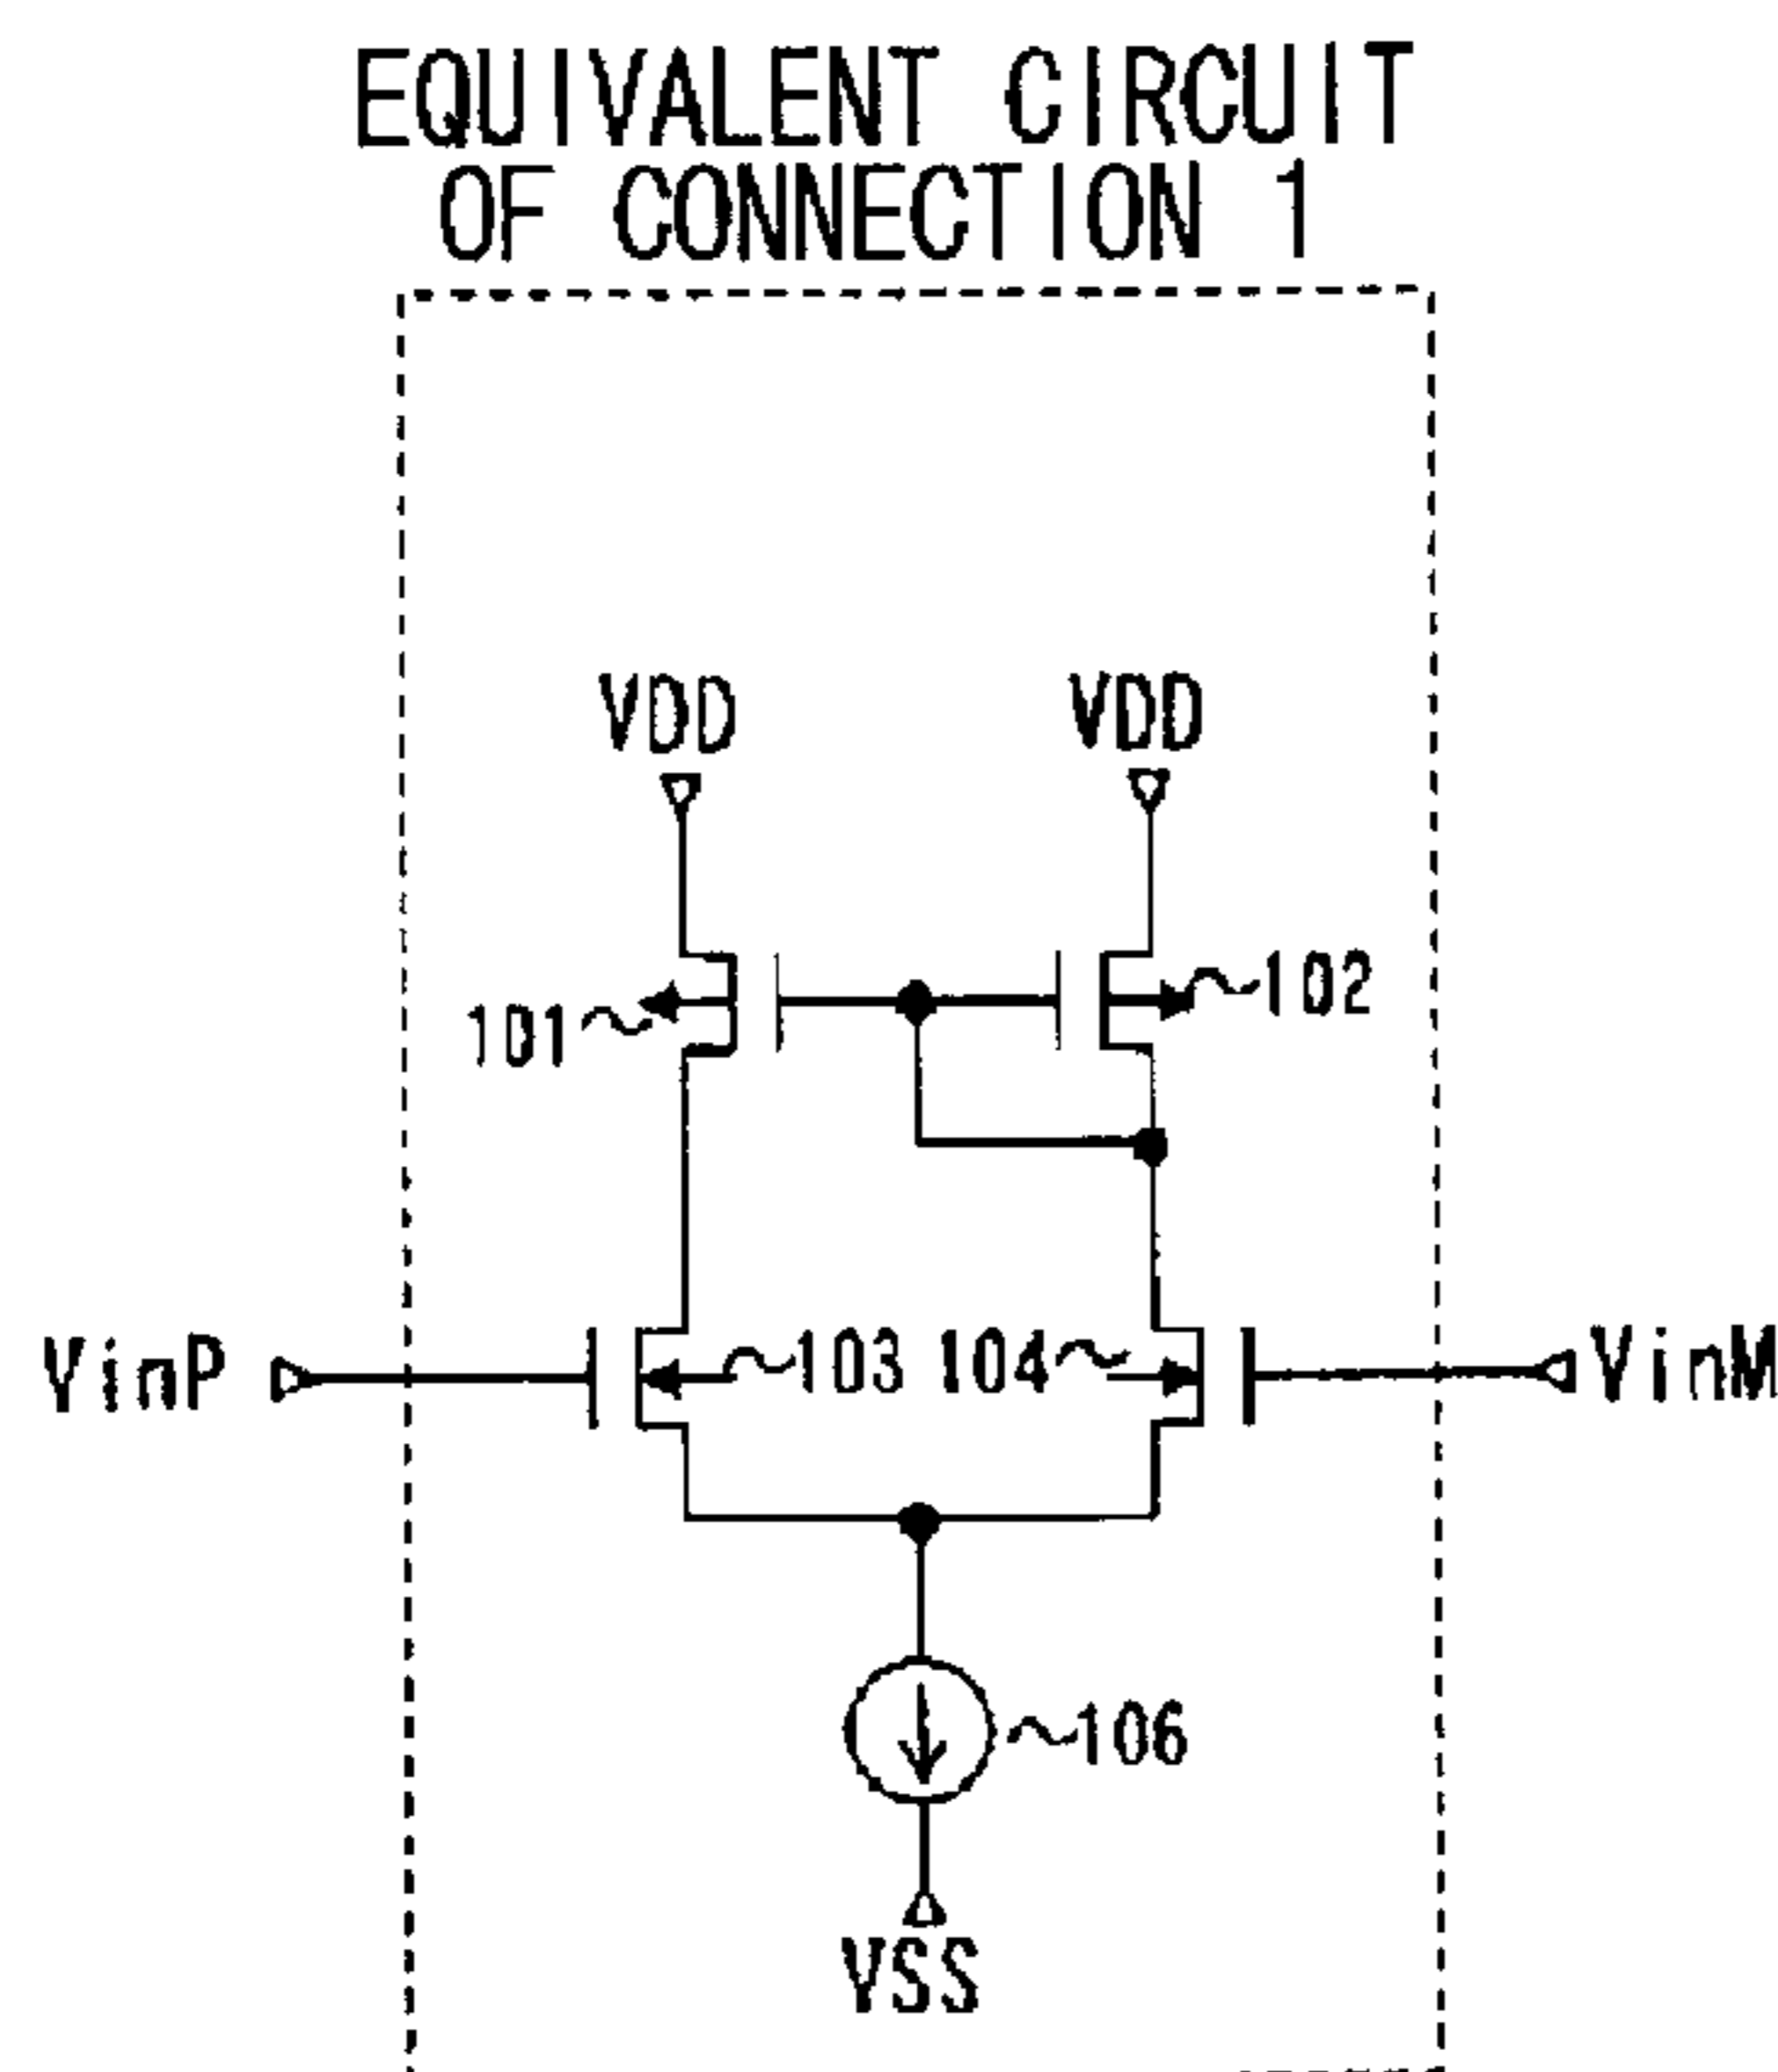 EQUIVALENT CIRCUIT
OF CONNECTION 1
VDD VDD
101 102
VinP 103 104 VinM
106
VSS